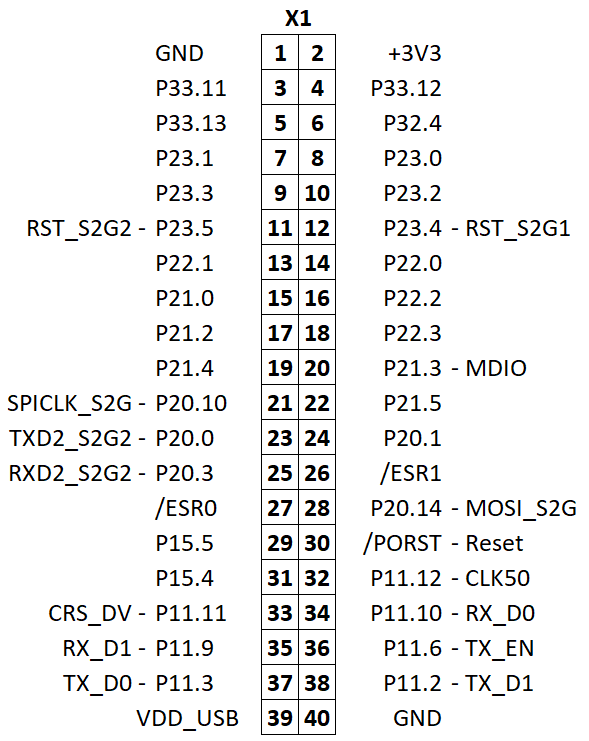 X1
GND 1 2 +3V3
P33.11 3 4 P33.12
P33.13 5 6 P32.4
P23.1 7 8 P23.0
P23.3 9 10 P23.2
RST_S2G2 - P23.5 11 12 P23.4 - RST_S2G1
P22.1 13 14 P22.0
P21.0 15 16 P22.2
P21.2 17 18 P22.3
P21.4 19 20 P21.3 - MDIO
SPICLK_S2G - P20.10 21 22 P21.5
TXD2_S2G2 - P20.0 23 24 P20.1
RXD2_S2G2 - P20.3 25 26 /ESR1
/ESR0 27 28 P20.14 - MOSI_S2G
P15.5 29 30 /PORST - Reset
P15.4 31 32 P11.12 - CLK50
CRS_DV - P11.11 33 34 P11.10 - RX_D0
RX_D1 - P11.9 35 36 P11.6 - TX_EN
TX_D0 - P11.3 37 38 P11.2 - TX_D1
VDD_USB 39 40 GND